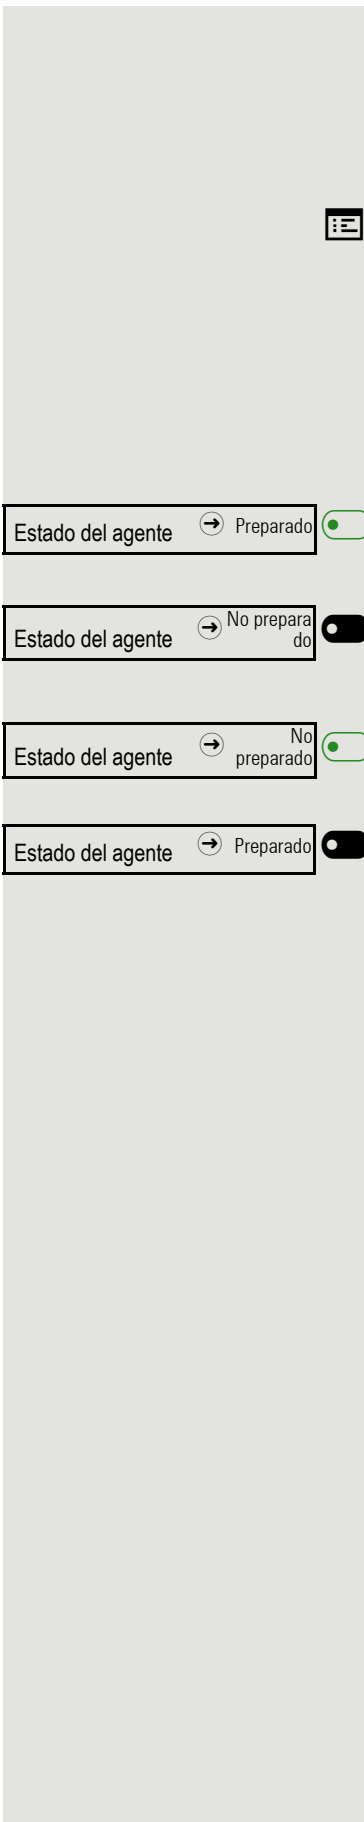 Estado del agente Preparado
Estado del agente No prepara
do
Estado del agente No
preparado
Estado del agente Preparado